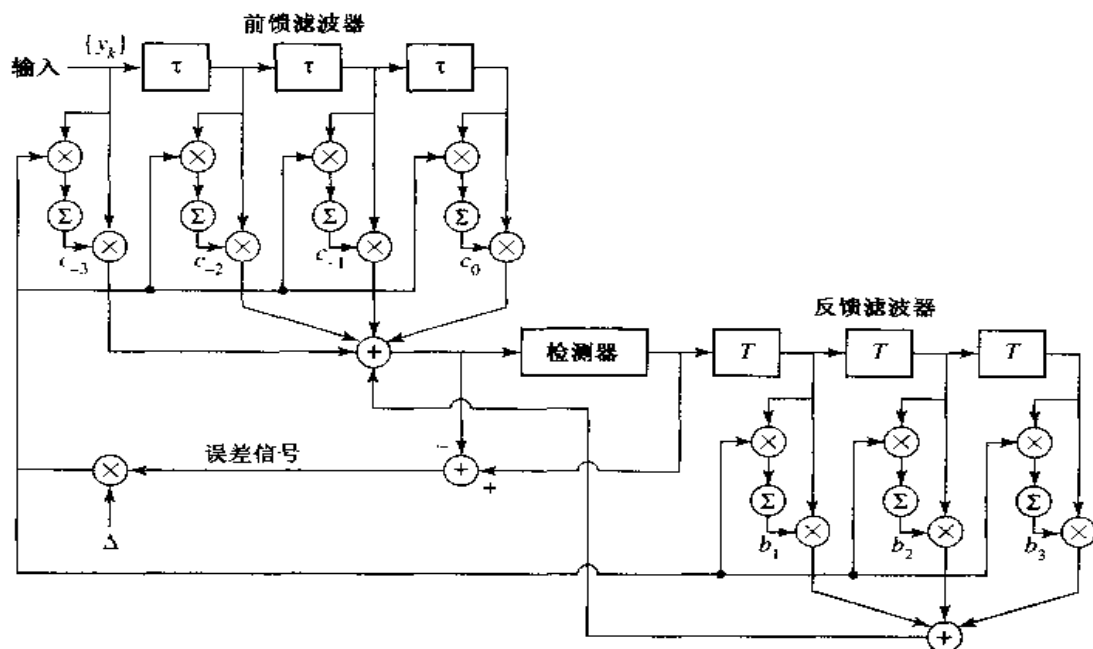 前馈滤波器
{y_k}
输入
τ τ τ
× × × ×
Σ Σ Σ Σ
× × × ×
c_{-3} c_{-2} c_{-1} c_0
反馈滤波器
+ 检测器 T T T
× × ×
误差信号 -
× + +
Σ Σ Σ
Δ
× × ×
b_1 b_2 b_3
+